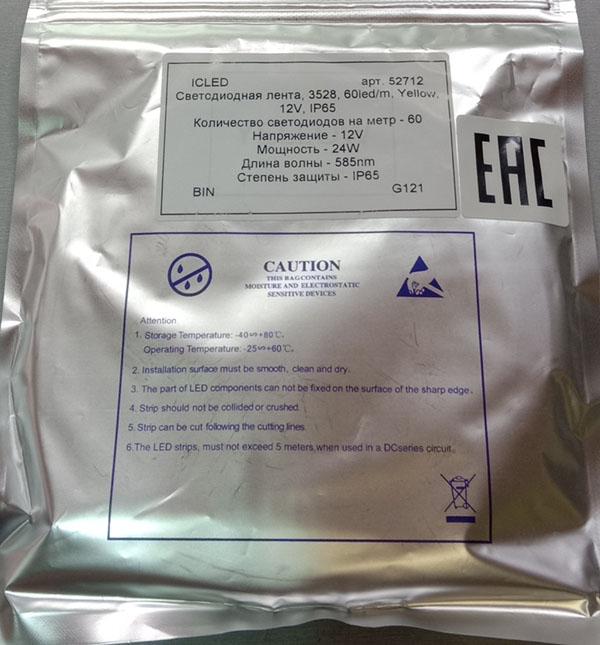 ICLED арт. 52712
Светодиодная лента, 3528, 60led/m, Yellow,
12V, IP65
Количество светодиодов на метр - 60
Напряжение - 12V
Мощность - 24W
Длина волны - 585nm
Степень защиты - IP65
BIN G121
EAC
CAUTION
THIS BAG CONTAINS
MOISTURE AND ELECTROSTATIC
SENSITIVE DEVICES
Attention
1. Storage Temperature: -40∽+80℃.
Operating Temperature: -25∽+60℃.
2. Installation surface must be smooth, clean and dry.
3. The part of LED components can not be fixed on the surface of the sharp edge.
4. Strip should not be collided or crushed.
5. Strip can be cut following the cutting lines.
6.The LED strips, must not exceed 5 meters,when used in a DCseries circuit。